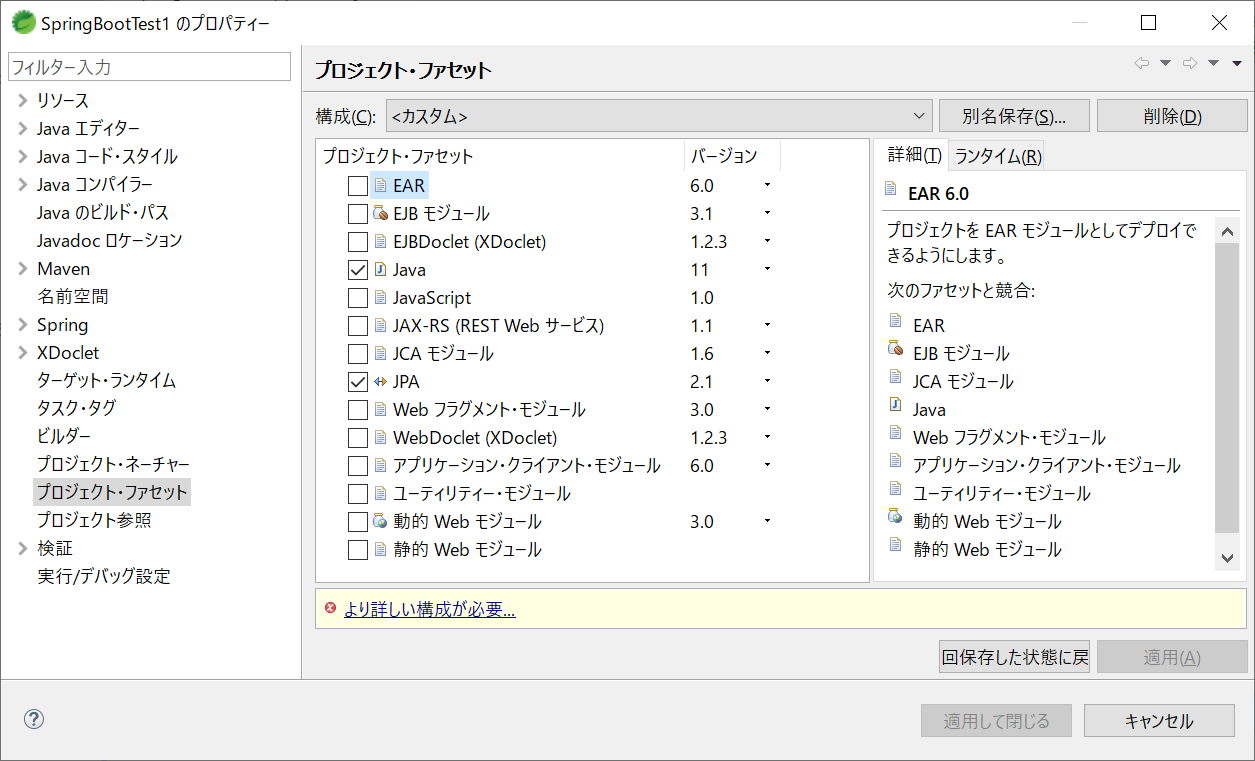 SpringBootTest1 のプロパティー
フィルター入力
リソース
Java エディター
Java コード・スタイル
Java コンパイラー
Java のビルド・パス
Javadoc ロケーション
Maven
名前空間
Spring
XDoclet
ターゲット・ランタイム
タスク・タグ
ビルダー
プロジェクト・ネーチャー
プロジェクト・ファセット
プロジェクト参照
検証
実行/デバッグ設定
プロジェクト・ファセット
構成(C): <カスタム> 別名保存(S)... 削除(D)
プロジェクト・ファセット バージョン
EAR 6.0
EJB モジュール 3.1
EJBDoclet (XDoclet) 1.2.3
Java 11
JavaScript 1.0
JAX-RS (REST Web サービス) 1.1
JCA モジュール 1.6
JPA 2.1
Web フラグメント・モジュール 3.0
WebDoclet (XDoclet) 1.2.3
アプリケーション・クライアント・モジュール 6.0
ユーティリティー・モジュール
動的 Web モジュール 3.0
静的 Web モジュール
詳細(T) ランタイム(R)
EAR 6.0
プロジェクトを EAR モジュールとしてデプロイで
きるようにします。
次のファセットと競合:
EAR
EJB モジュール
JCA モジュール
Java
Web フラグメント・モジュール
アプリケーション・クライアント・モジュール
ユーティリティー・モジュール
動的 Web モジュール
静的 Web モジュール
より詳しい構成が必要...
回保存した状態に戻 適用(A)
適用して閉じる キャンセル